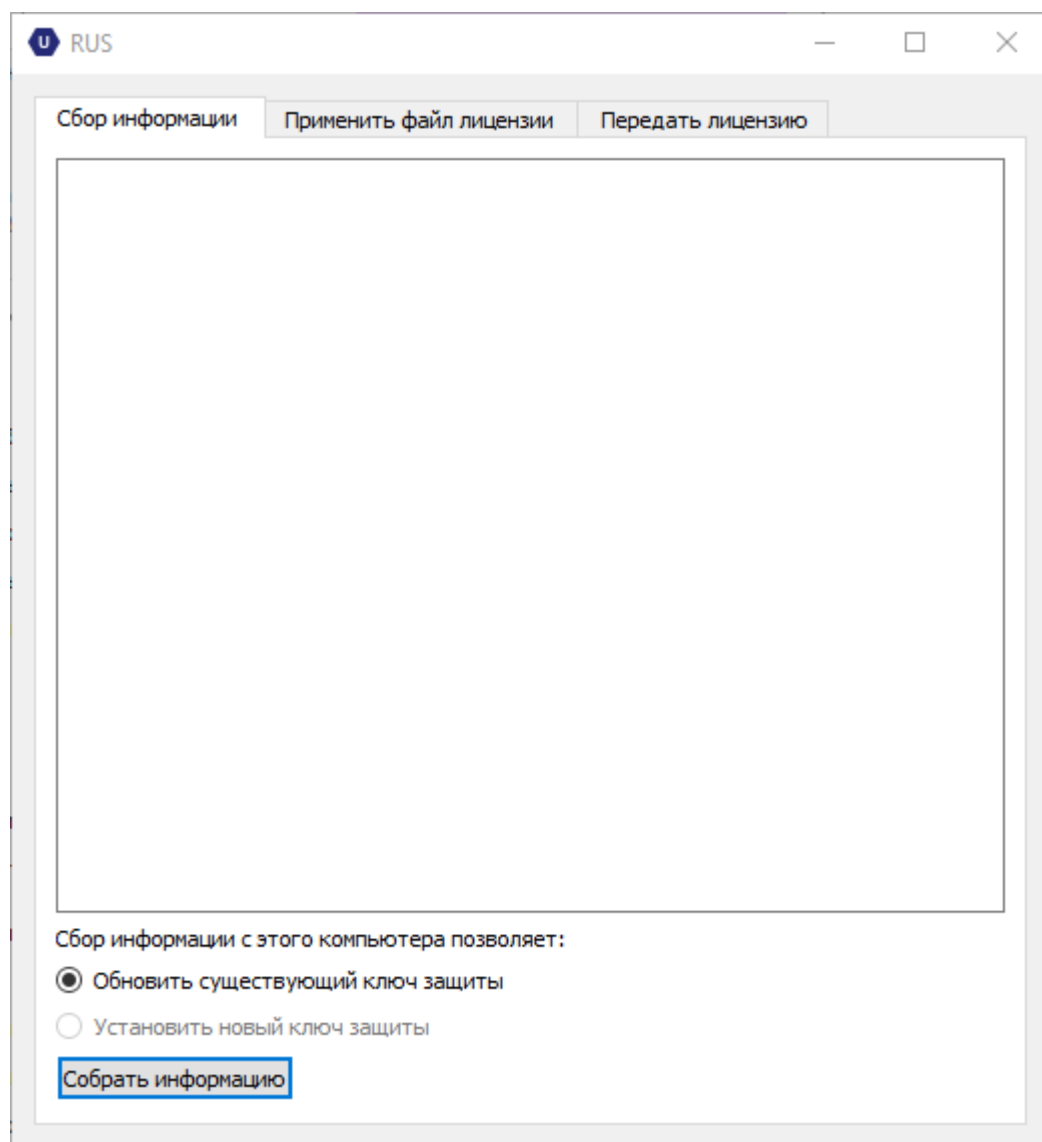 U RUS
Сбор информации Применить файл лицензии Передать лицензию
Сбор информации с этого компьютера позволяет:
Обновить существующий ключ защиты
Установить новый ключ защиты
Собрать информацию